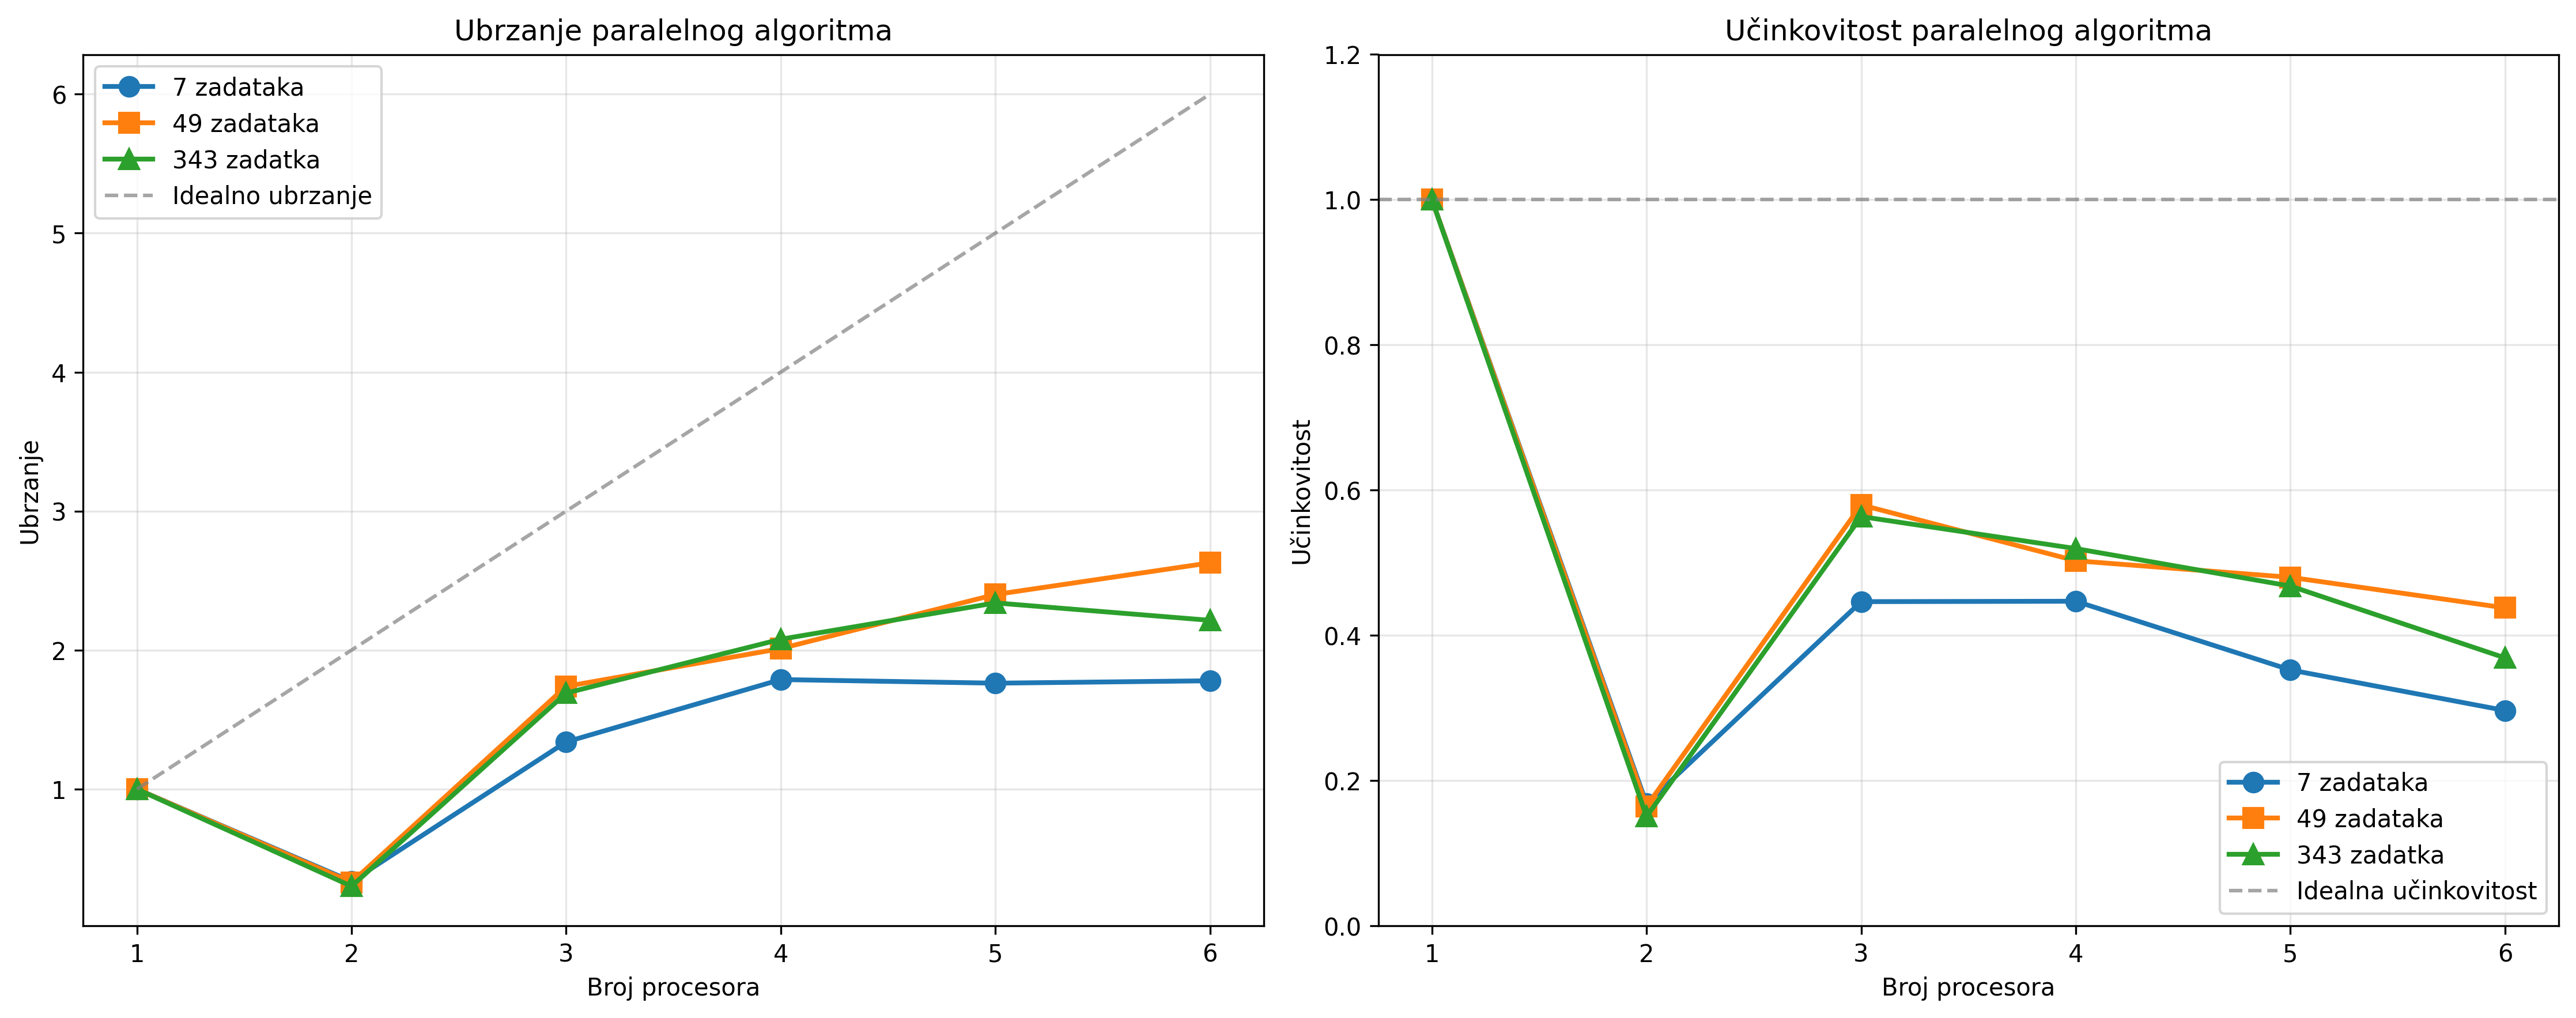 Ubrzanje paralelnog algoritma
6
5
4
3
2
1
Ubrzanje
7 zadataka
49 zadataka
343 zadatka
Idealno ubrzanje
1 2 3 4 5 6
Broj procesora
Učinkovitost paralelnog algoritma
1.2
1.0
0.8
0.6
0.4
0.2
0.0
Učinkovitost
7 zadataka
49 zadataka
343 zadatka
Idealna učinkovitost
1 2 3 4 5 6
Broj procesora